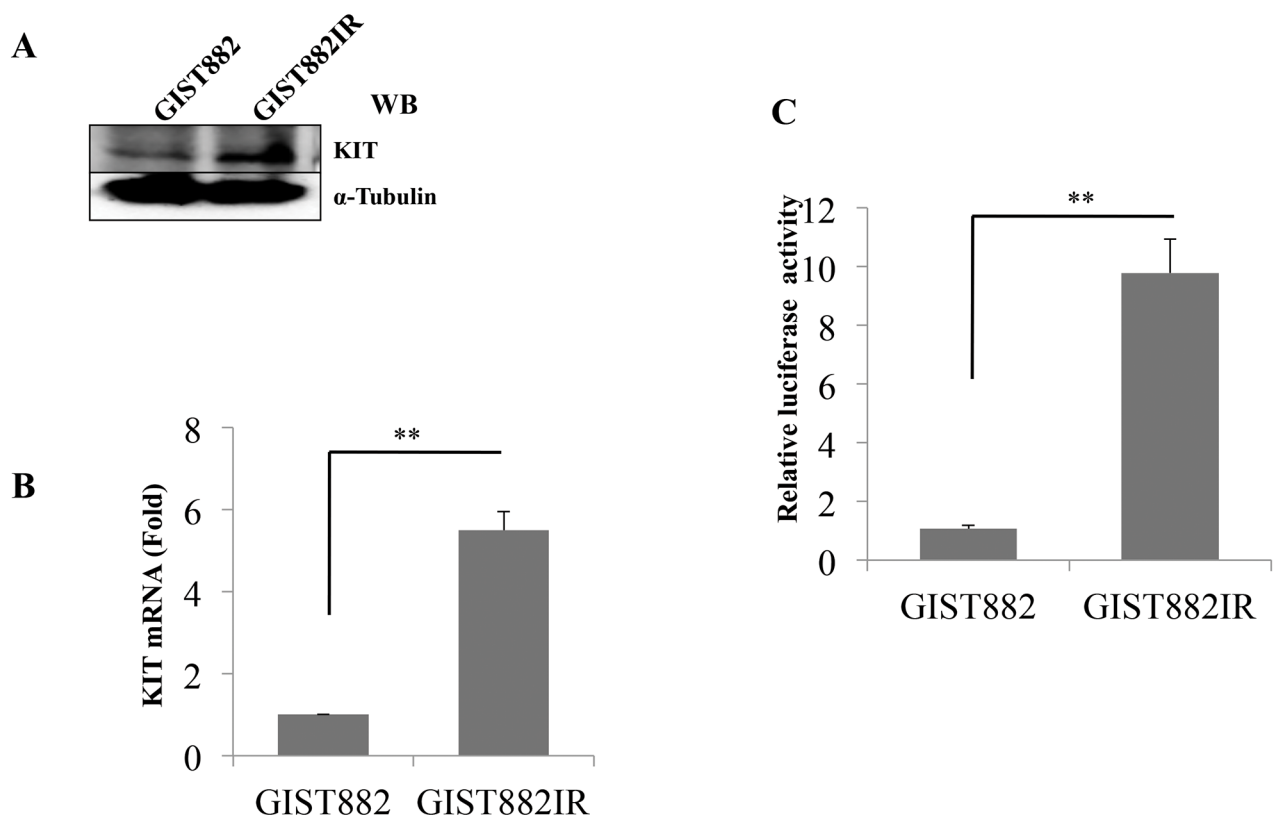 A
GIST882
GIST882IR
WB
KIT
α-Tubulin
B
KIT mRNA (Fold)
8
6
4
2
0
**
GIST882
GIST882IR
C
Relative luciferase activity
12
10
8
6
4
2
0
**
GIST882
GIST882IR